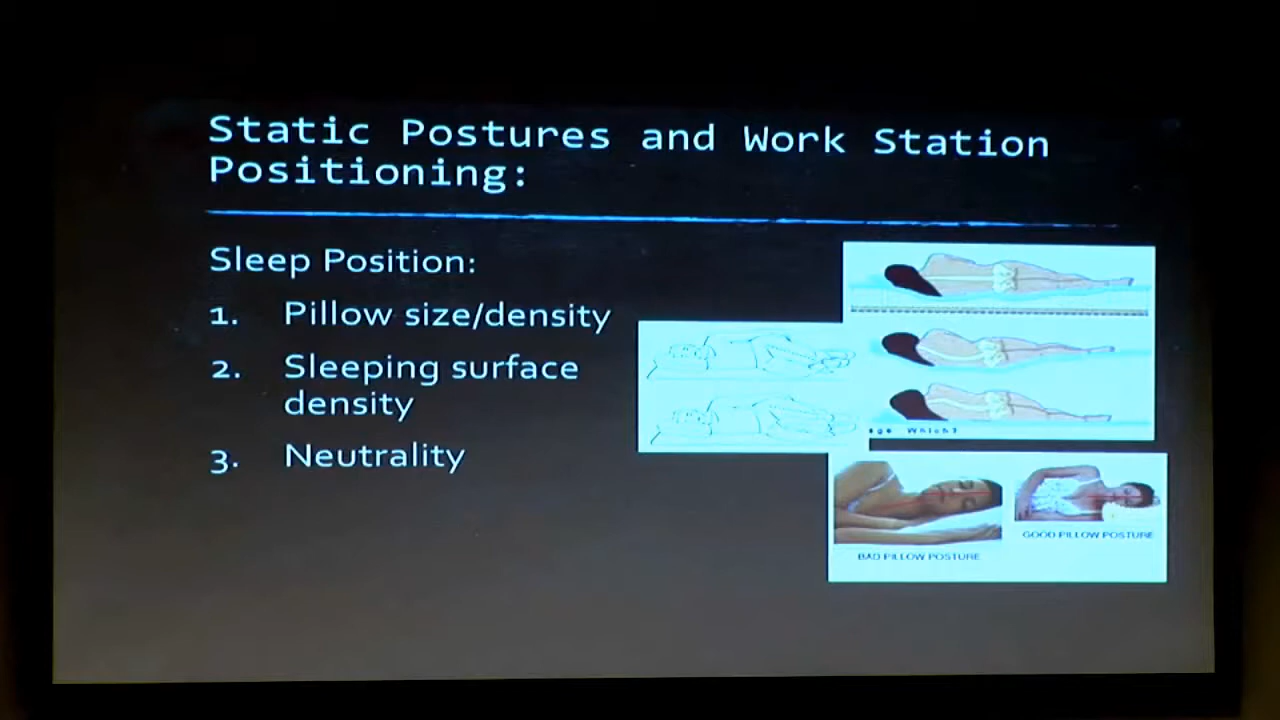 Static Postures and Work Station
Positioning:
Sleep Position:
1. Pillow size/density
2. Sleeping surface
density
3. Neutrality
Which?
BAD PILLOW POSTURE
GOOD PILLOW POSTURE